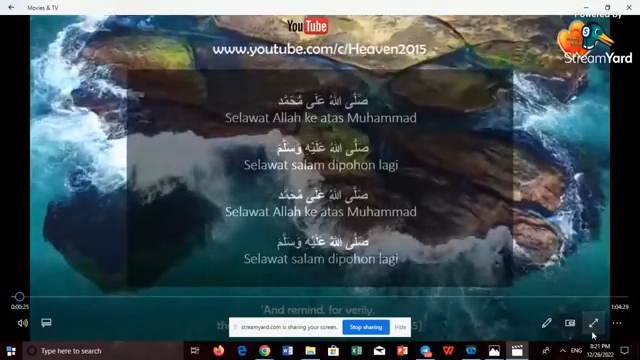 Movies & TV
Powered by
StreamYard
YouTube
www.youtube.com/c/Heaven2015
صَلَّى اللهُ عَلَى مُحَمَّد
Selawat Allah ke atas Muhammad
صَلَّى اللهُ عَلَيْهِ وَسَلَّمَ
Selawat salam dipohon lagi
صَلَّى اللهُ عَلَى مُحَمَّد
Selawat Allah ke atas Muhammad
صَلَّى اللهُ عَلَيْهِ وَسَلَّمَ
Selawat salam dipohon lagi
0:00:25
1:04:29
'And remind, for verily,
streamyard.com is sharing your screen.
Stop sharing
Hide
Type here to search
ENG
8:21 PM
12/26/2022